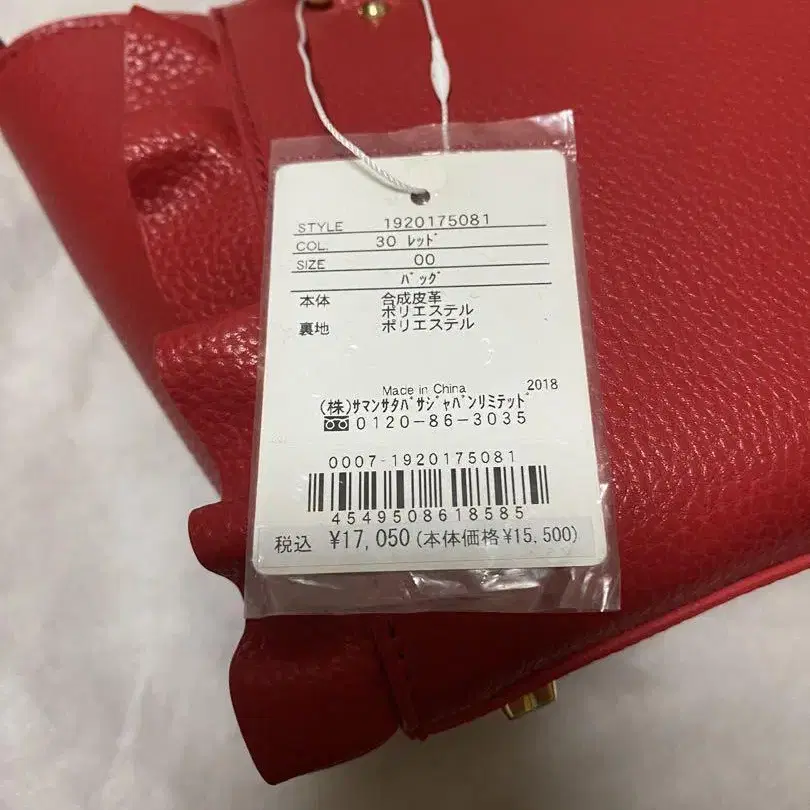 STYLE 1920175081
COL. 30 ﾚｯﾄﾞ
SIZE 00
ﾊﾞｯｸﾞ
本体 合成皮革
ポリエステル
裏地 ポリエステル
Made in China 2018
(株)ｻﾏﾝｻﾀﾊﾞｻｼﾞｬﾊﾟﾝﾘﾐﾃｯﾄﾞ
0120-86-3035
0007-1920175081
4549508618585
税込 ¥17,050(本体価格¥15,500)